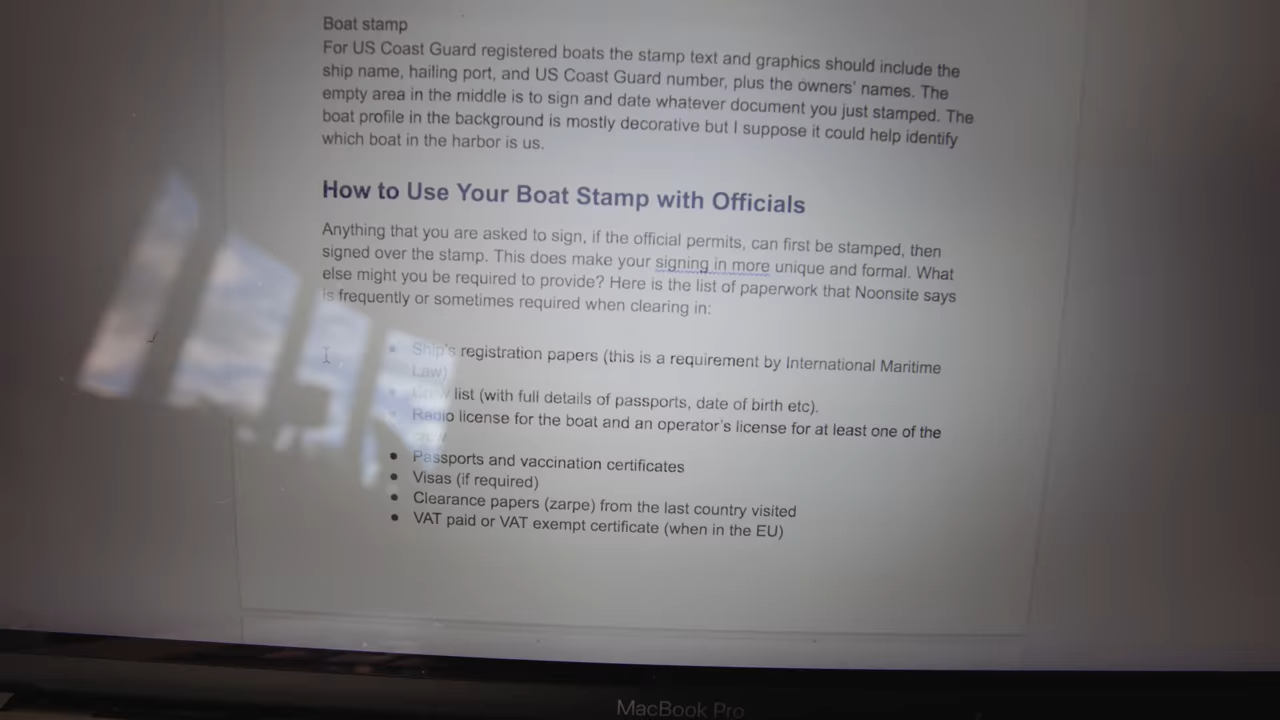 Boat stamp
For US Coast Guard registered boats the stamp text and graphics should include the
ship name, hailing port, and US Coast Guard number, plus the owners' names. The
empty area in the middle is to sign and date whatever document you just stamped. The
boat profile in the background is mostly decorative but I suppose it could help identify
which boat in the harbor is us.
How to Use Your Boat Stamp with Officials
Anything that you are asked to sign, if the official permits, can first be stamped, then
signed over the stamp. This does make your signing in more unique and formal. What
else might you be required to provide? Here is the list of paperwork that Noonsite says
is frequently or sometimes required when clearing in:
• Ship's registration papers (this is a requirement by International Maritime
Law)
• Crew list (with full details of passports, date of birth etc).
• Radio license for the boat and an operator's license for at least one of the
• Passports and vaccination certificates
• Visas (if required)
• Clearance papers (zarpe) from the last country visited
• VAT paid or VAT exempt certificate (when in the EU)
MacBook Pro